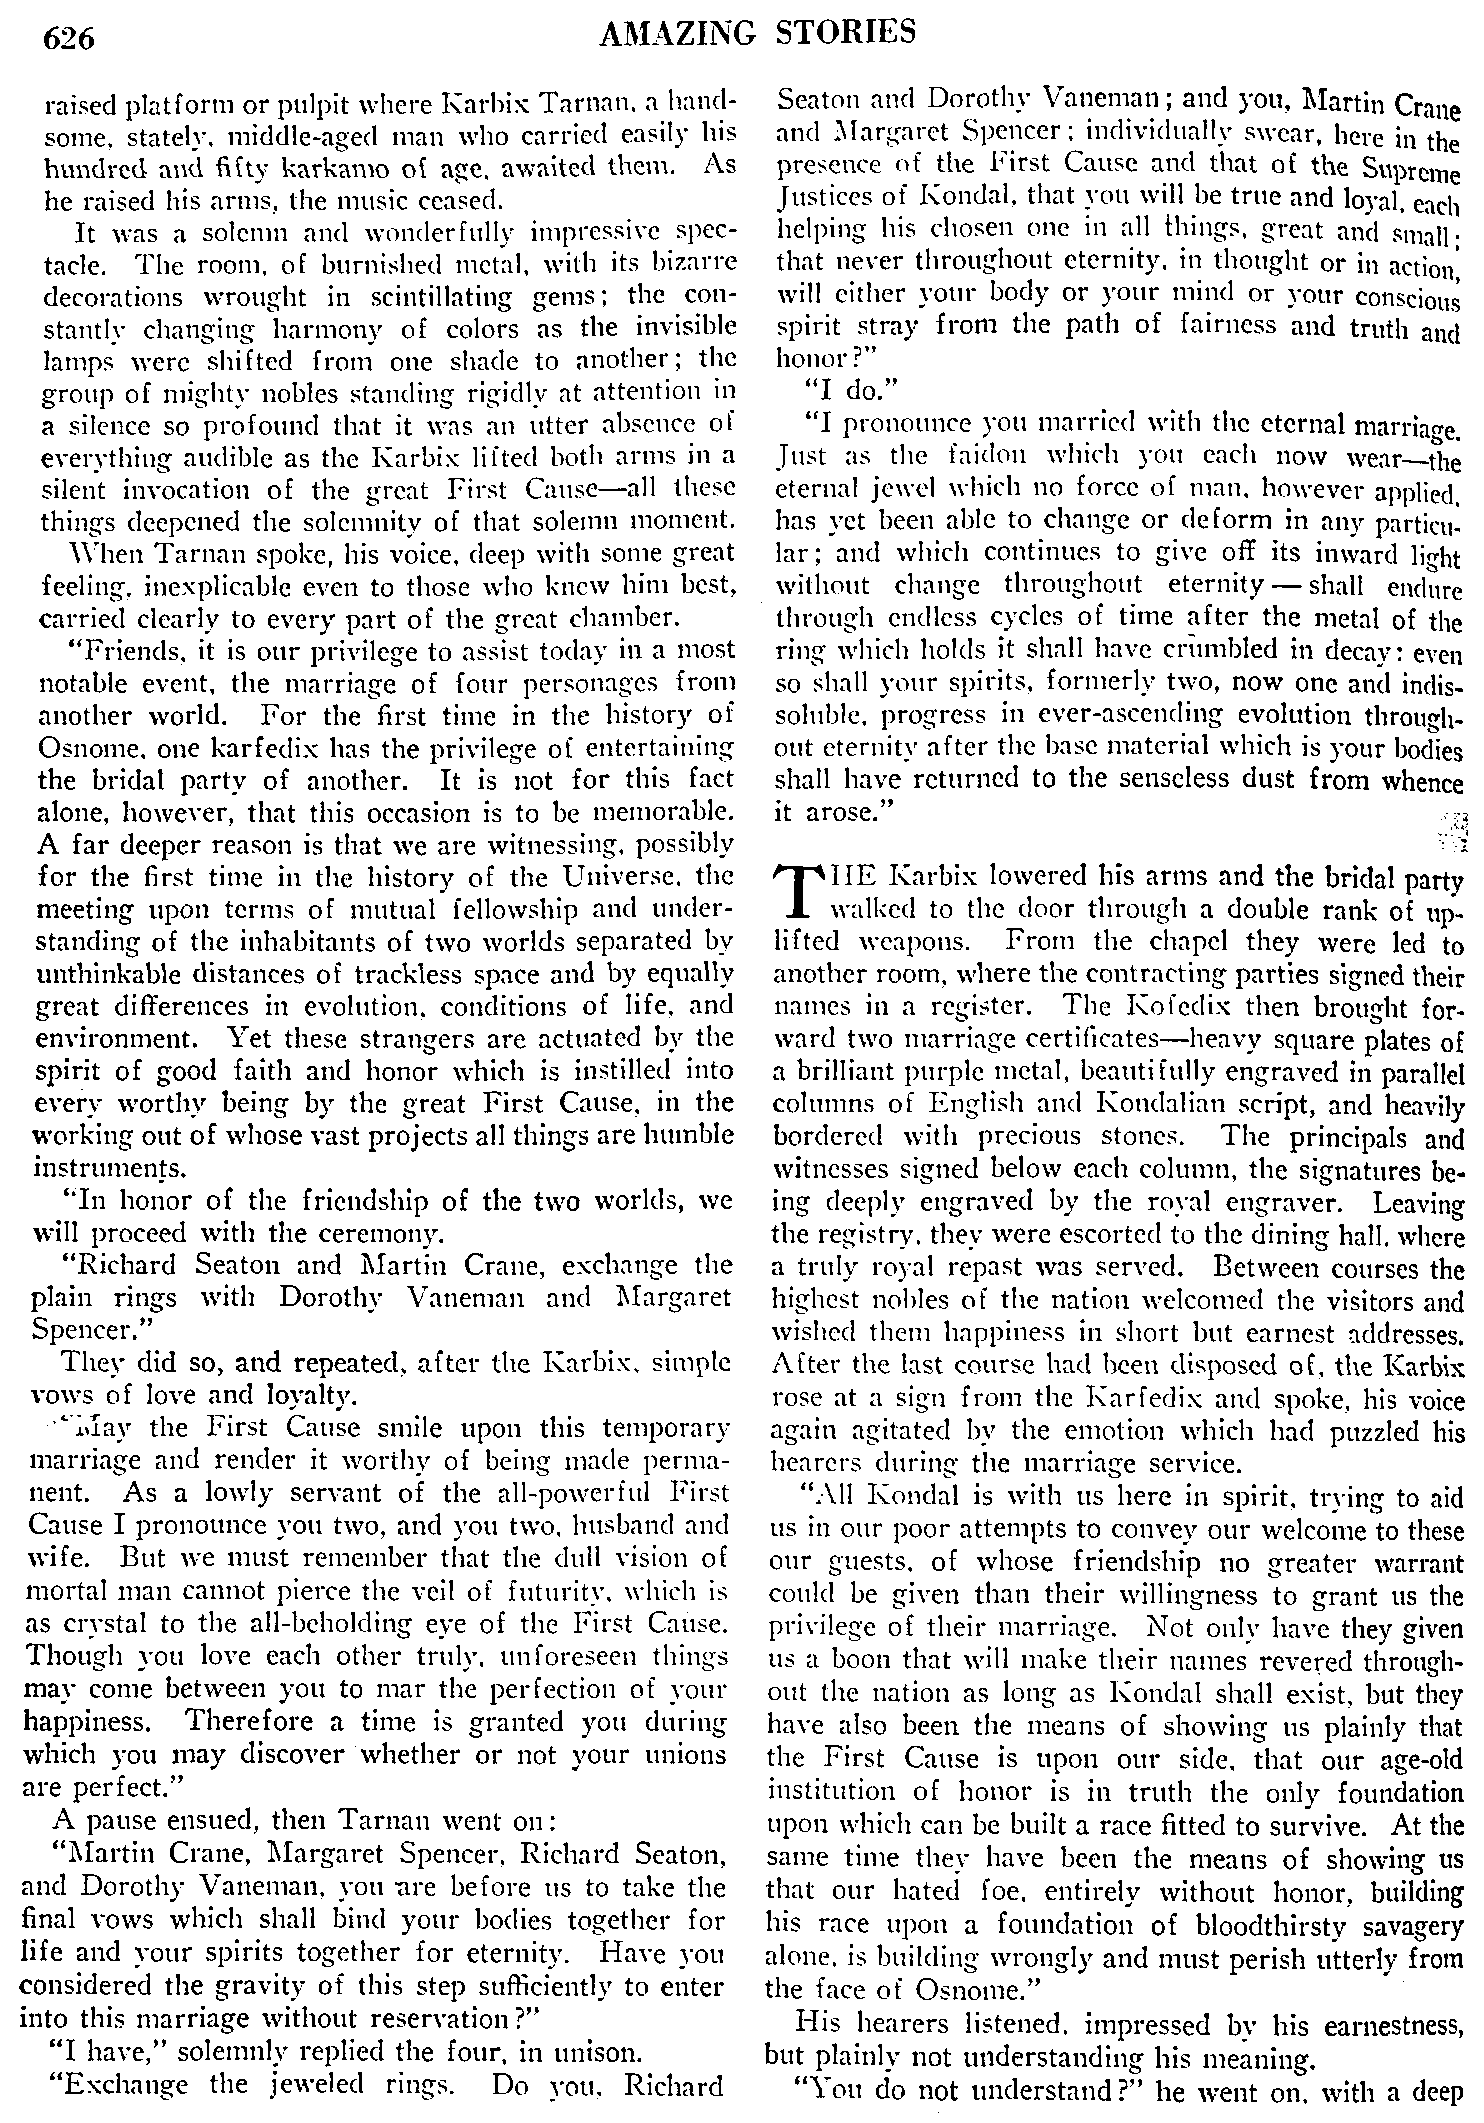 626
AMAZING STORIES
raised platform or pulpit where Karbix Tarnan, a hand-
some, stately, middle-aged man who carried easily his
hundred and fifty karkamo of age, awaited them. As
he raised his arms, the music ceased.
It was a solemn and wonderfully impressive spec-
tacle. The room, of burnished metal, with its bizarre
decorations wrought in scintillating gems; the con-
stantly changing harmony of colors as the invisible
lamps were shifted from one shade to another; the
group of mighty nobles standing rigidly at attention in
a silence so profound that it was an utter absence of
everything audible as the Karbix lifted both arms in a
silent invocation of the great First Cause—all these
things deepened the solemnity of that solemn moment.
When Tarnan spoke, his voice, deep with some great
feeling, inexplicable even to those who knew him best,
carried clearly to every part of the great chamber.
"Friends, it is our privilege to assist today in a most
notable event, the marriage of four personages from
another world. For the first time in the history of
Osnome, one karfedix has the privilege of entertaining
the bridal party of another. It is not for this fact
alone, however, that this occasion is to be memorable.
A far deeper reason is that we are witnessing, possibly
for the first time in the history of the Universe, the
meeting upon terms of mutual fellowship and under-
standing of the inhabitants of two worlds separated by
unthinkable distances of trackless space and by equally
great differences in evolution, conditions of life, and
environment. Yet these strangers are actuated by the
spirit of good faith and honor which is instilled into
every worthy being by the great First Cause, in the
working out of whose vast projects all things are humble
instruments.
"In honor of the friendship of the two worlds, we
will proceed with the ceremony.
"Richard Seaton and Martin Crane, exchange the
plain rings with Dorothy Vaneman and Margaret
Spencer."
They did so, and repeated, after the Karbix, simple
vows of love and loyalty.
"May the First Cause smile upon this temporary
marriage and render it worthy of being made perma-
nent. As a lowly servant of the all-powerful First
Cause I pronounce you two, and you two, husband and
wife. But we must remember that the dull vision of
mortal man cannot pierce the veil of futurity, which is
as crystal to the all-beholding eye of the First Cause.
Though you love each other truly, unforeseen things
may come between you to mar the perfection of your
happiness. Therefore a time is granted you during
which you may discover whether or not your unions
are perfect."
A pause ensued, then Tarnan went on:
"Martin Crane, Margaret Spencer, Richard Seaton,
and Dorothy Vaneman, you are before us to take the
final vows which shall bind your bodies together for
life and your spirits together for eternity. Have you
considered the gravity of this step sufficiently to enter
into this marriage without reservation?"
"I have," solemnly replied the four, in unison.
"Exchange the jeweled rings. Do you, Richard
Seaton and Dorothy Vaneman; and you, Martin Crane
and Margaret Spencer; individually swear, here in the
presence of the First Cause and that of the Supreme
Justices of Kondal, that you will be true and loyal, each
helping his chosen one in all things, great and small;
that never throughout eternity, in thought or in action,
will either your body or your mind or your conscious
spirit stray from the path of fairness and truth and
honor?"
"I do."
"I pronounce you married with the eternal marriage.
Just as the faidon which you each now wear—the
eternal jewel which no force of man, however applied,
has yet been able to change or deform in any particu-
lar; and which continues to give off its inward light
without change throughout eternity — shall endure
through endless cycles of time after the metal of the
ring which holds it shall have crumbled in decay: even
so shall your spirits, formerly two, now one and indis-
soluble, progress in ever-ascending evolution through-
out eternity after the base material which is your bodies
shall have returned to the senseless dust from whence
it arose."
THE Karbix lowered his arms and the bridal party
walked to the door through a double rank of up-
lifted weapons. From the chapel they were led to
another room, where the contracting parties signed their
names in a register. The Kofedix then brought for-
ward two marriage certificates—heavy square plates of
a brilliant purple metal, beautifully engraved in parallel
columns of English and Kondalian script, and heavily
bordered with precious stones. The principals and
witnesses signed below each column, the signatures be-
ing deeply engraved by the royal engraver. Leaving
the registry, they were escorted to the dining hall, where
a truly royal repast was served. Between courses the
highest nobles of the nation welcomed the visitors and
wished them happiness in short but earnest addresses.
After the last course had been disposed of, the Karbix
rose at a sign from the Karfedix and spoke, his voice
again agitated by the emotion which had puzzled his
hearers during the marriage service.
"All Kondal is with us here in spirit, trying to aid
us in our poor attempts to convey our welcome to these
our guests, of whose friendship no greater warrant
could be given than their willingness to grant us the
privilege of their marriage. Not only have they given
us a boon that will make their names revered through-
out the nation as long as Kondal shall exist, but they
have also been the means of showing us plainly that
the First Cause is upon our side, that our age-old
institution of honor is in truth the only foundation
upon which can be built a race fitted to survive. At the
same time they have been the means of showing us
that our hated foe, entirely without honor, building
his race upon a foundation of bloodthirsty savagery
alone, is building wrongly and must perish utterly from
the face of Osnome."
His hearers listened, impressed by his earnestness,
but plainly not understanding his meaning.
"You do not understand?" he went on, with a deep